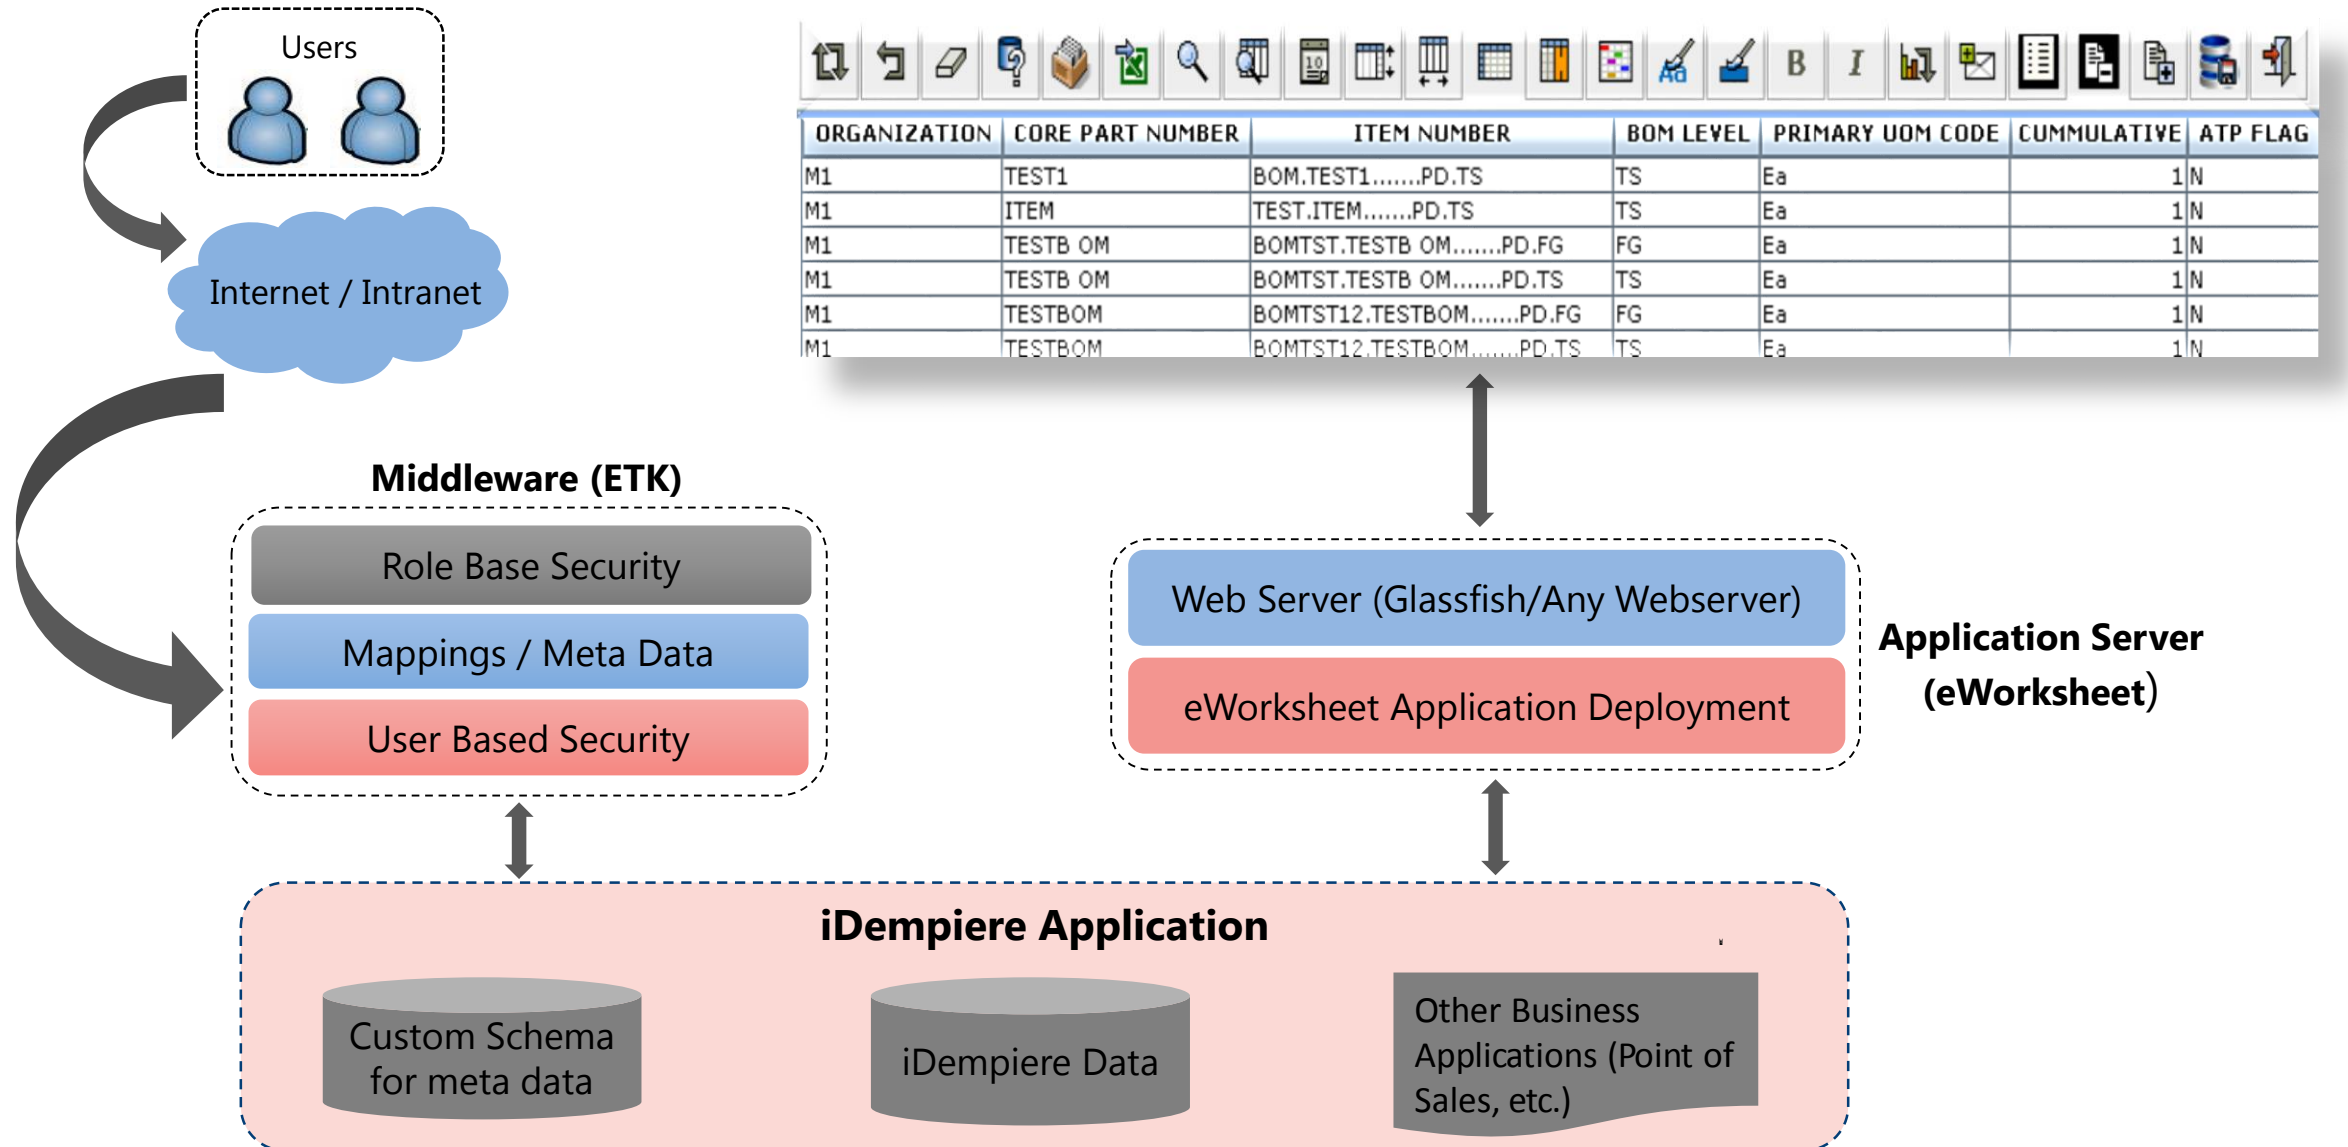 Users
Internet / Intranet
10
Aa
B
I
ORGANIZATION CORE PART NUMBER ITEM NUMBER BOM LEVEL PRIMARY UOM CODE CUMMULATIVE ATP FLAG
M1 TEST1 BOM.TEST1.......PD.TS TS Ea 1 N
M1 ITEM TEST.ITEM.......PD.TS TS Ea 1 N
M1 TESTB OM BOMTST.TESTB OM.......PD.FG FG Ea 1 N
M1 TESTB OM BOMTST.TESTB OM.......PD.TS TS Ea 1 N
M1 TESTBOM BOMTST12.TESTBOM.......PD.FG FG Ea 1 N
M1 TESTBOM BOMTST12.TESTBOM.......PD.TS TS Ea 1 N
Middleware (ETK)
Role Base Security
Mappings / Meta Data
User Based Security
Web Server (Glassfish/Any Webserver)
eWorksheet Application Deployment
Application Server
(eWorksheet)
iDempiere Application
Custom Schema
for meta data
iDempiere Data
Other Business
Applications (Point of
Sales, etc.)